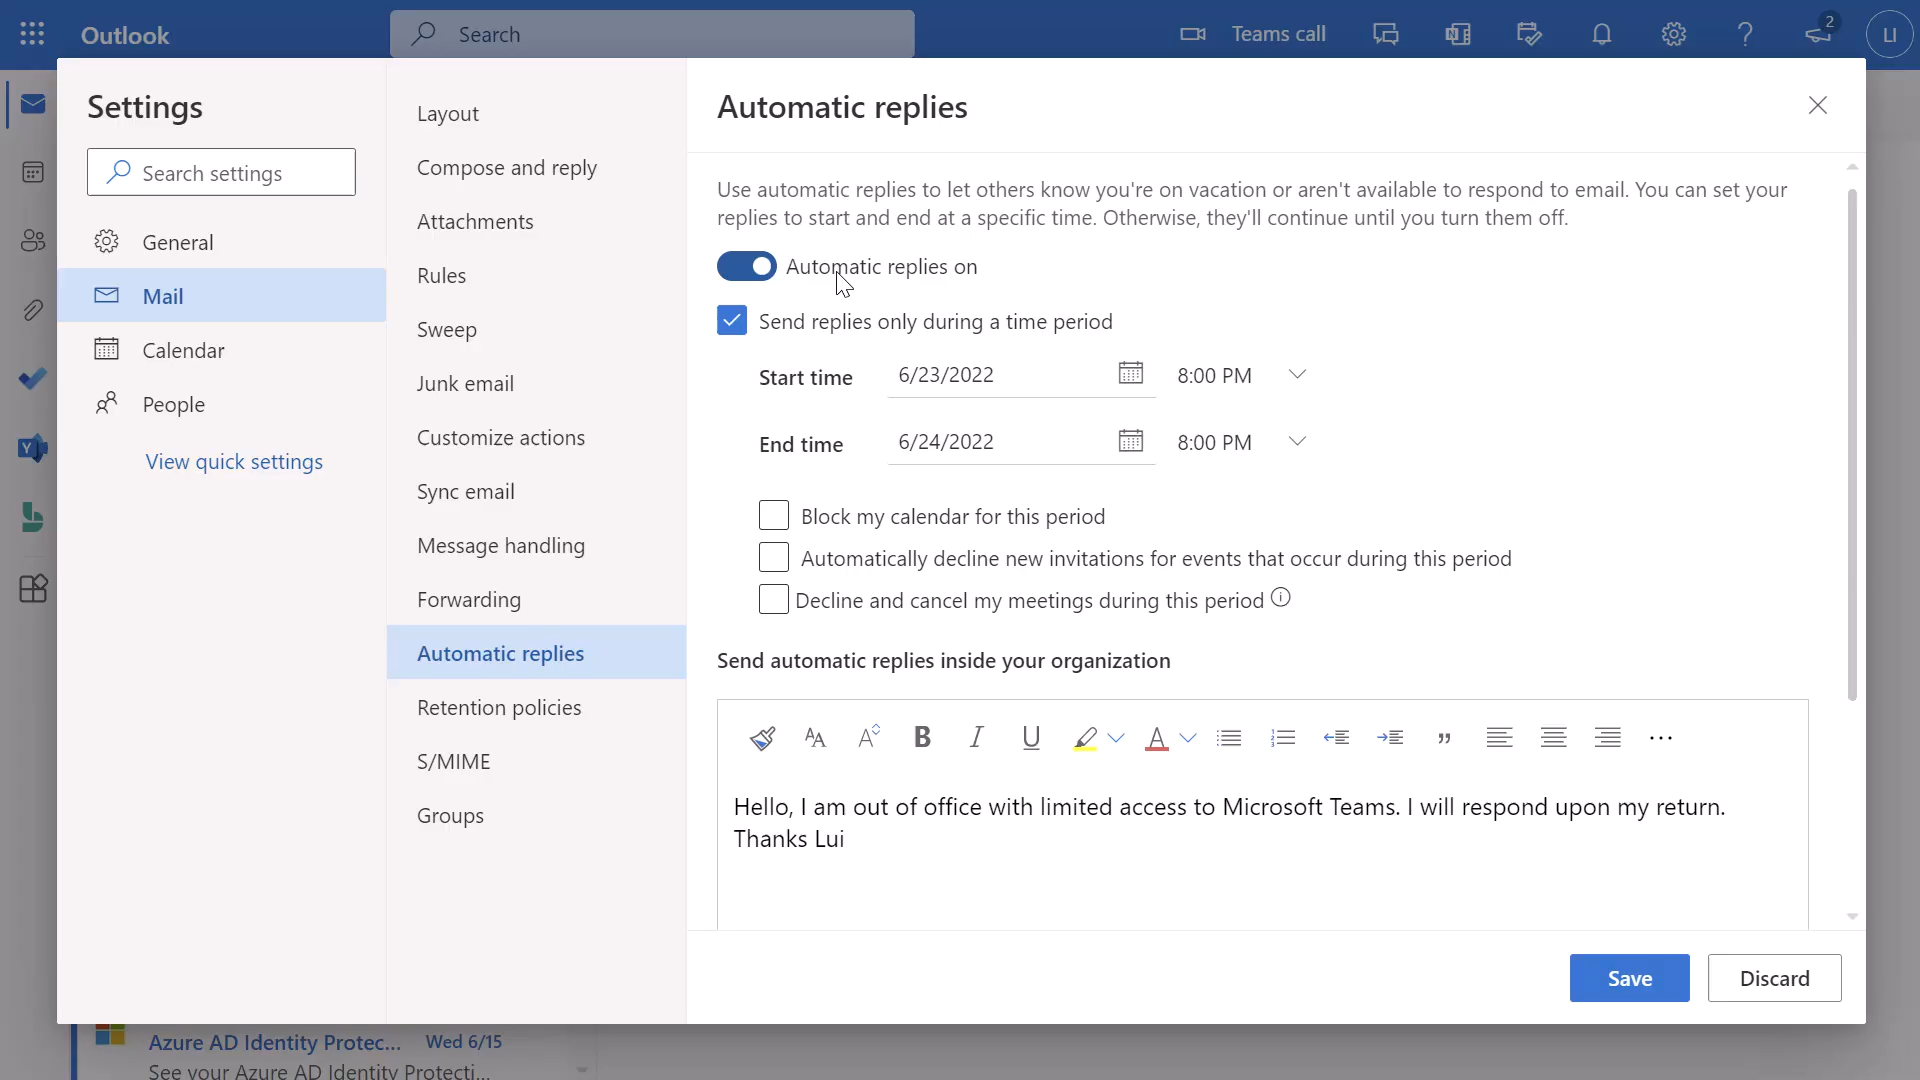 Outlook
Search
Teams call
2
LI
Settings
Search settings
General
Mail
Calendar
People
View quick settings
Layout
Compose and reply
Attachments
Rules
Sweep
Junk email
Customize actions
Sync email
Message handling
Forwarding
Automatic replies
Retention policies
S/MIME
Groups
Automatic replies
Use automatic replies to let others know you're on vacation or aren't available to respond to email. You can set your
replies to start and end at a specific time. Otherwise, they'll continue until you turn them off.
Automatic replies on
Send replies only during a time period
Start time 6/23/2022 8:00 PM
End time 6/24/2022 8:00 PM
Block my calendar for this period
Automatically decline new invitations for events that occur during this period
Decline and cancel my meetings during this period
Send automatic replies inside your organization
Hello, I am out of office with limited access to Microsoft Teams. I will respond upon my return.
Thanks Lui
Save
Discard
Azure AD Identity Protec... Wed 6/15
See your Azure AD Identity Protecti...